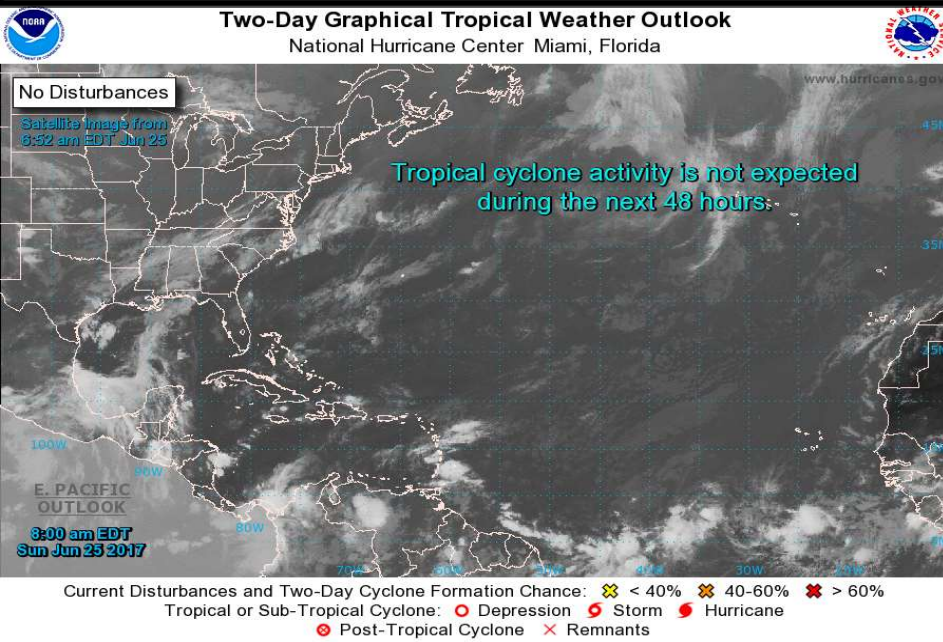 Two-Day Graphical Tropical Weather Outlook
National Hurricane Center Miami, Florida
NOAA
No Disturbances
www.hurricanes.gov
Satellite Image from
6:52 am EDT Jun 25
45N
Tropical cyclone activity is not expected
during the next 48 hours.
35N
25N
100W
15N
90W
E. PACIFIC
OUTLOOK
80W
8:00 am EDT
Sun Jun 25 2017
5N
70W 60W 50W 40W 30W 20W
Current Disturbances and Two-Day Cyclone Formation Chance: < 40% 40-60% > 60%
Tropical or Sub-Tropical Cyclone: Depression Storm Hurricane
Post-Tropical Cyclone Remnants